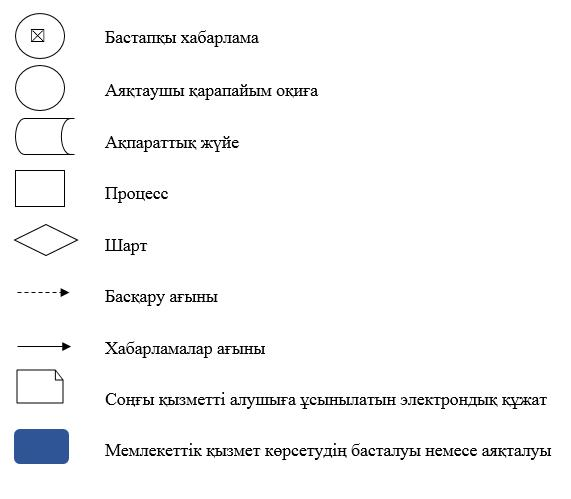 Бастапқы хабарлама
Аяқтаушы қарапайым оқиға
Ақпараттық жүйе
Процесс
Шарт
Басқару ағыны
Хабарламалар ағыны
Соңғы қызметті алушыға ұсынылатын электрондық құжат
Мемлекеттік қызмет көрсетудің басталуы немесе аяқталуы